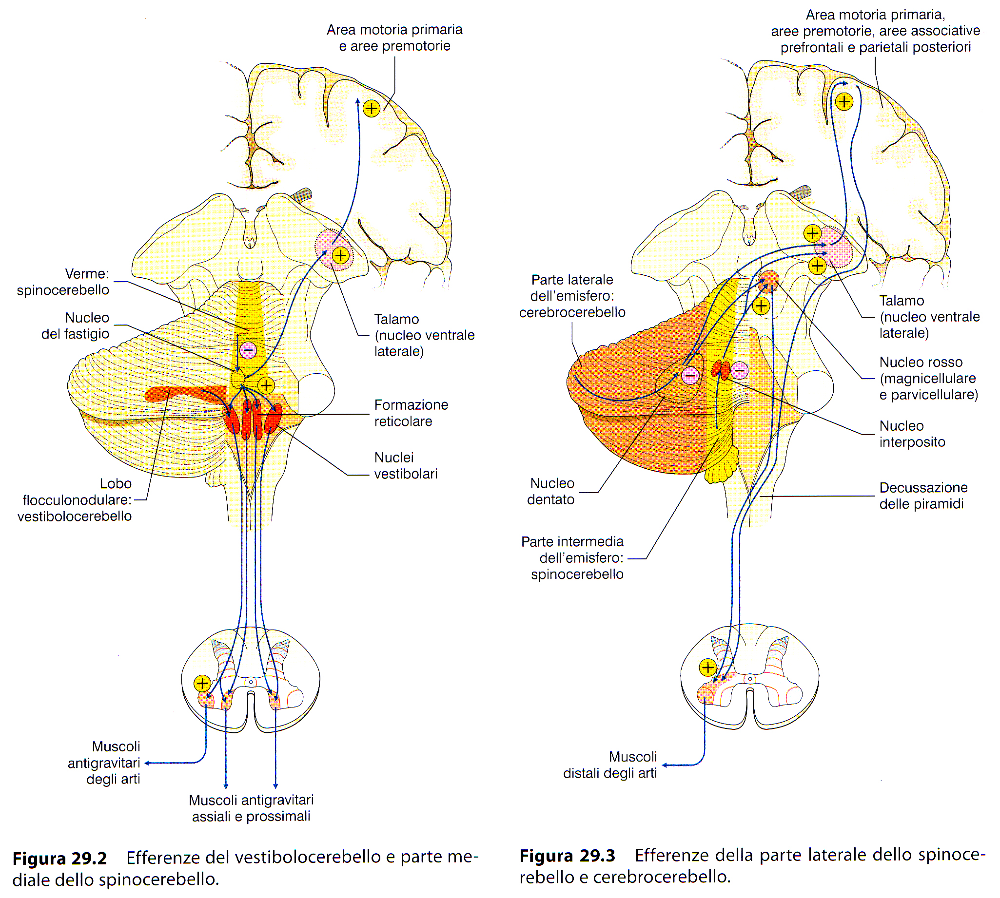 Area motoria primaria
e aree premotorie
Verme:
spinocerebello
Nucleo
del fastigio
Talamo
(nucleo ventrale
laterale)
Formazione
reticolare
Nuclei
vestibolari
Lobo
flocculonodulare:
vestibolocerebello
Muscoli
antigravitari
degli arti
Muscoli antigravitari
assiali e prossimali
Figura 29.2 Efferenze del vestibolocerebello e parte me-
diale dello spinocerebello.
Area motoria primaria,
aree premotorie, aree associative
prefrontali e parietali posteriori
Parte laterale
dell'emisfero:
cerebrocerebello
Talamo
(nucleo ventrale
laterale)
Nucleo rosso
(magnicellulare
e parvicellulare)
Nucleo
interposito
Nucleo
dentato
Decussazione
delle piramidi
Parte intermedia
dell'emisfero:
spinocerebello
Muscoli
distali degli arti
Figura 29.3 Efferenze della parte laterale dello spinoce-
rebello e cerebrocerebello.